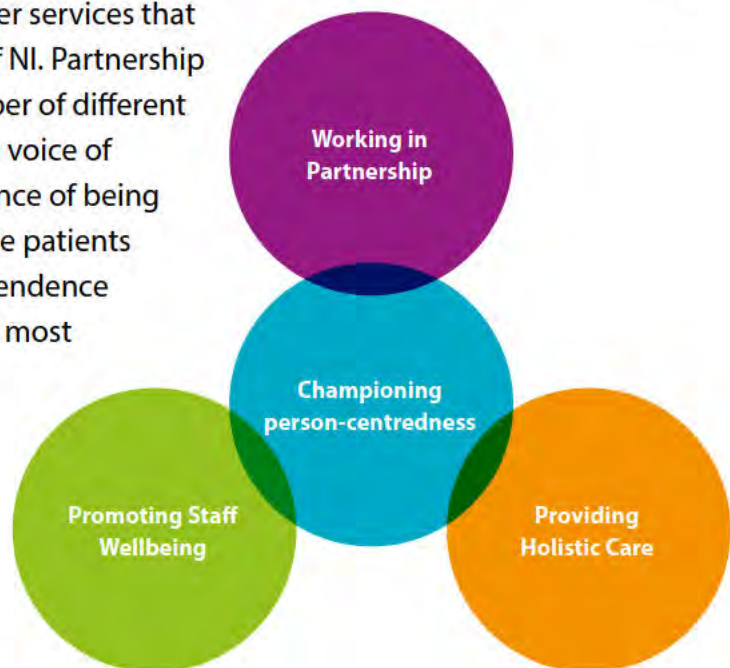 er services that
NI. Partnership
ber of different
voice of
nce of being
e patients
endence
most
Working in
Partnership
Championing
person-centredness
Promoting Staff
Wellbeing
Providing
Holistic Care